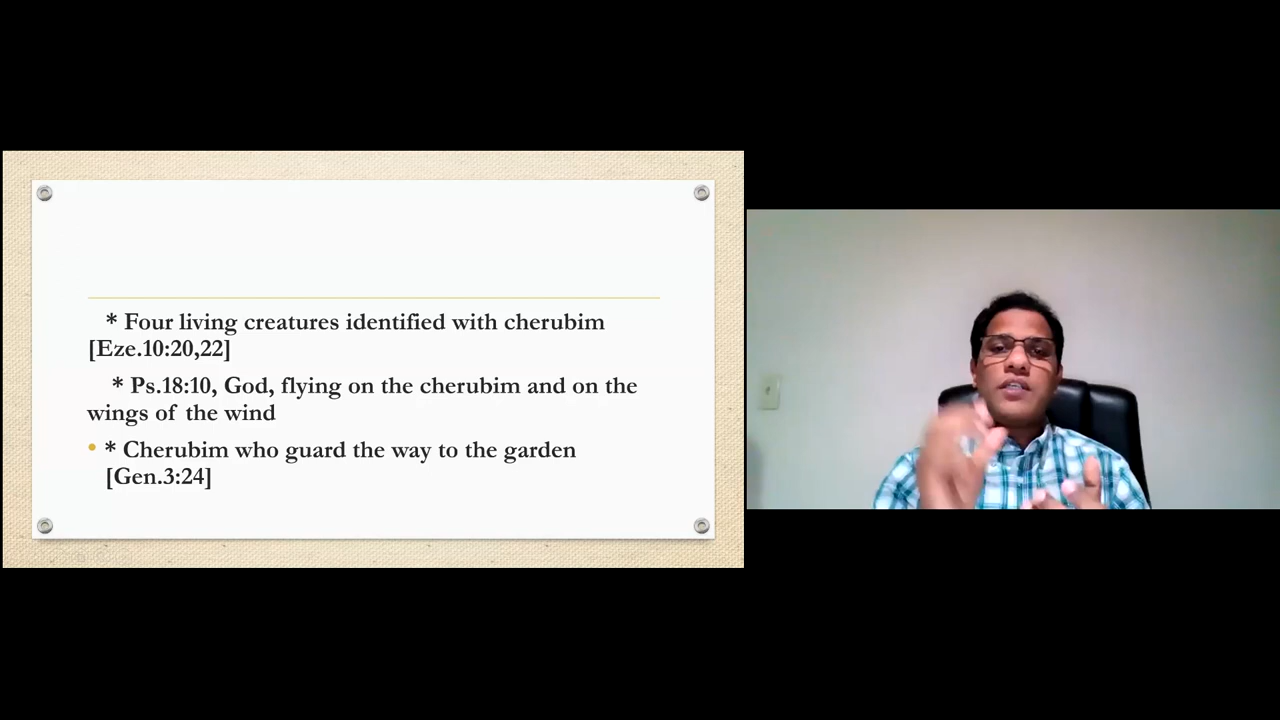 * Four living creatures identified with cherubim
[Eze.10:20,22]
* Ps.18:10, God, flying on the cherubim and on the
wings of the wind
• * Cherubim who guard the way to the garden
[Gen.3:24]